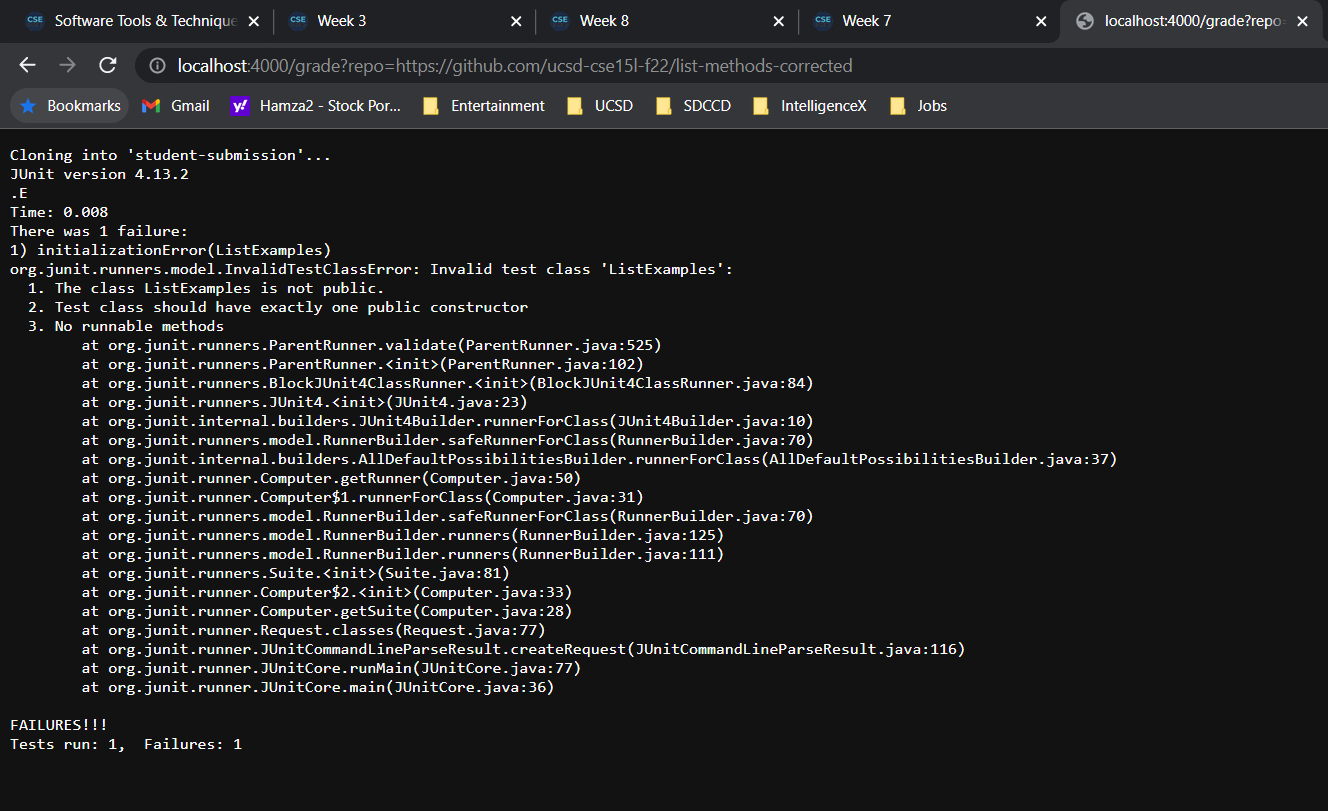 CSE Software Tools & Technique
CSE Week 3
CSE Week 8
CSE Week 7
localhost:4000/grade?repo=
localhost:4000/grade?repo=https://github.com/ucsd-cse15l-f22/list-methods-corrected
Bookmarks Gmail y! Hamza2 - Stock Por... Entertainment UCSD SDCCD IntelligenceX Jobs
Cloning into 'student-submission'...
JUnit version 4.13.2
.E
Time: 0.008
There was 1 failure:
1) initializationError(ListExamples)
org.junit.runners.model.InvalidTestClassError: Invalid test class 'ListExamples':
  1. The class ListExamples is not public.
  2. Test class should have exactly one public constructor
  3. No runnable methods
        at org.junit.runners.ParentRunner.validate(ParentRunner.java:525)
        at org.junit.runners.ParentRunner.<init>(ParentRunner.java:102)
        at org.junit.runners.BlockJUnit4ClassRunner.<init>(BlockJUnit4ClassRunner.java:84)
        at org.junit.runners.JUnit4.<init>(JUnit4.java:23)
        at org.junit.internal.builders.JUnit4Builder.runnerForClass(JUnit4Builder.java:10)
        at org.junit.runners.model.RunnerBuilder.safeRunnerForClass(RunnerBuilder.java:70)
        at org.junit.internal.builders.AllDefaultPossibilitiesBuilder.runnerForClass(AllDefaultPossibilitiesBuilder.java:37)
        at org.junit.runner.Computer.getRunner(Computer.java:50)
        at org.junit.runner.Computer$1.runnerForClass(Computer.java:31)
        at org.junit.runners.model.RunnerBuilder.safeRunnerForClass(RunnerBuilder.java:70)
        at org.junit.runners.model.RunnerBuilder.runners(RunnerBuilder.java:125)
        at org.junit.runners.model.RunnerBuilder.runners(RunnerBuilder.java:111)
        at org.junit.runners.Suite.<init>(Suite.java:81)
        at org.junit.runner.Computer$2.<init>(Computer.java:33)
        at org.junit.runner.Computer.getSuite(Computer.java:28)
        at org.junit.runner.Request.classes(Request.java:77)
        at org.junit.runner.JUnitCommandLineParseResult.createRequest(JUnitCommandLineParseResult.java:116)
        at org.junit.runner.JUnitCore.runMain(JUnitCore.java:77)
        at org.junit.runner.JUnitCore.main(JUnitCore.java:36)
FAILURES!!!
Tests run: 1,  Failures: 1